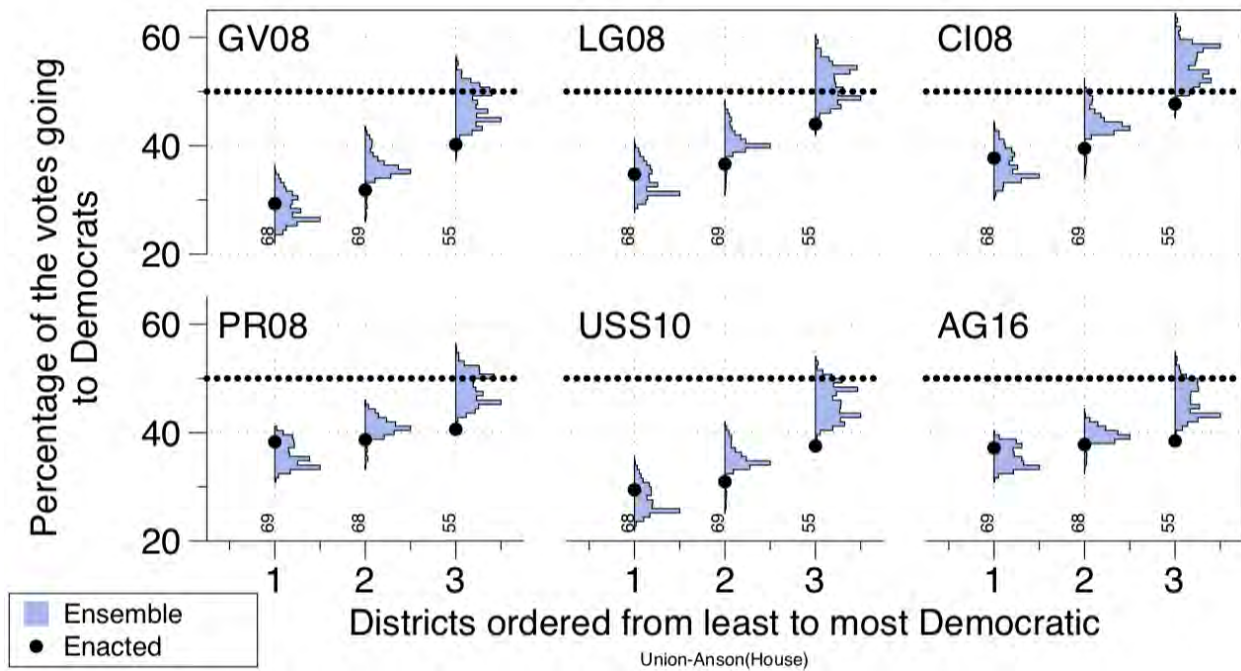 Percentage of the votes going
to Democrats
GV08
LG08
CI08
60
40
20
68
69
55
68
69
55
68
69
55
PR08
USS10
AG16
60
40
20
69
68
55
68
69
55
69
68
55
1 2 3 1 2 3 1 2 3
Ensemble
Enacted
Districts ordered from least to most Democratic
Union-Anson(House)